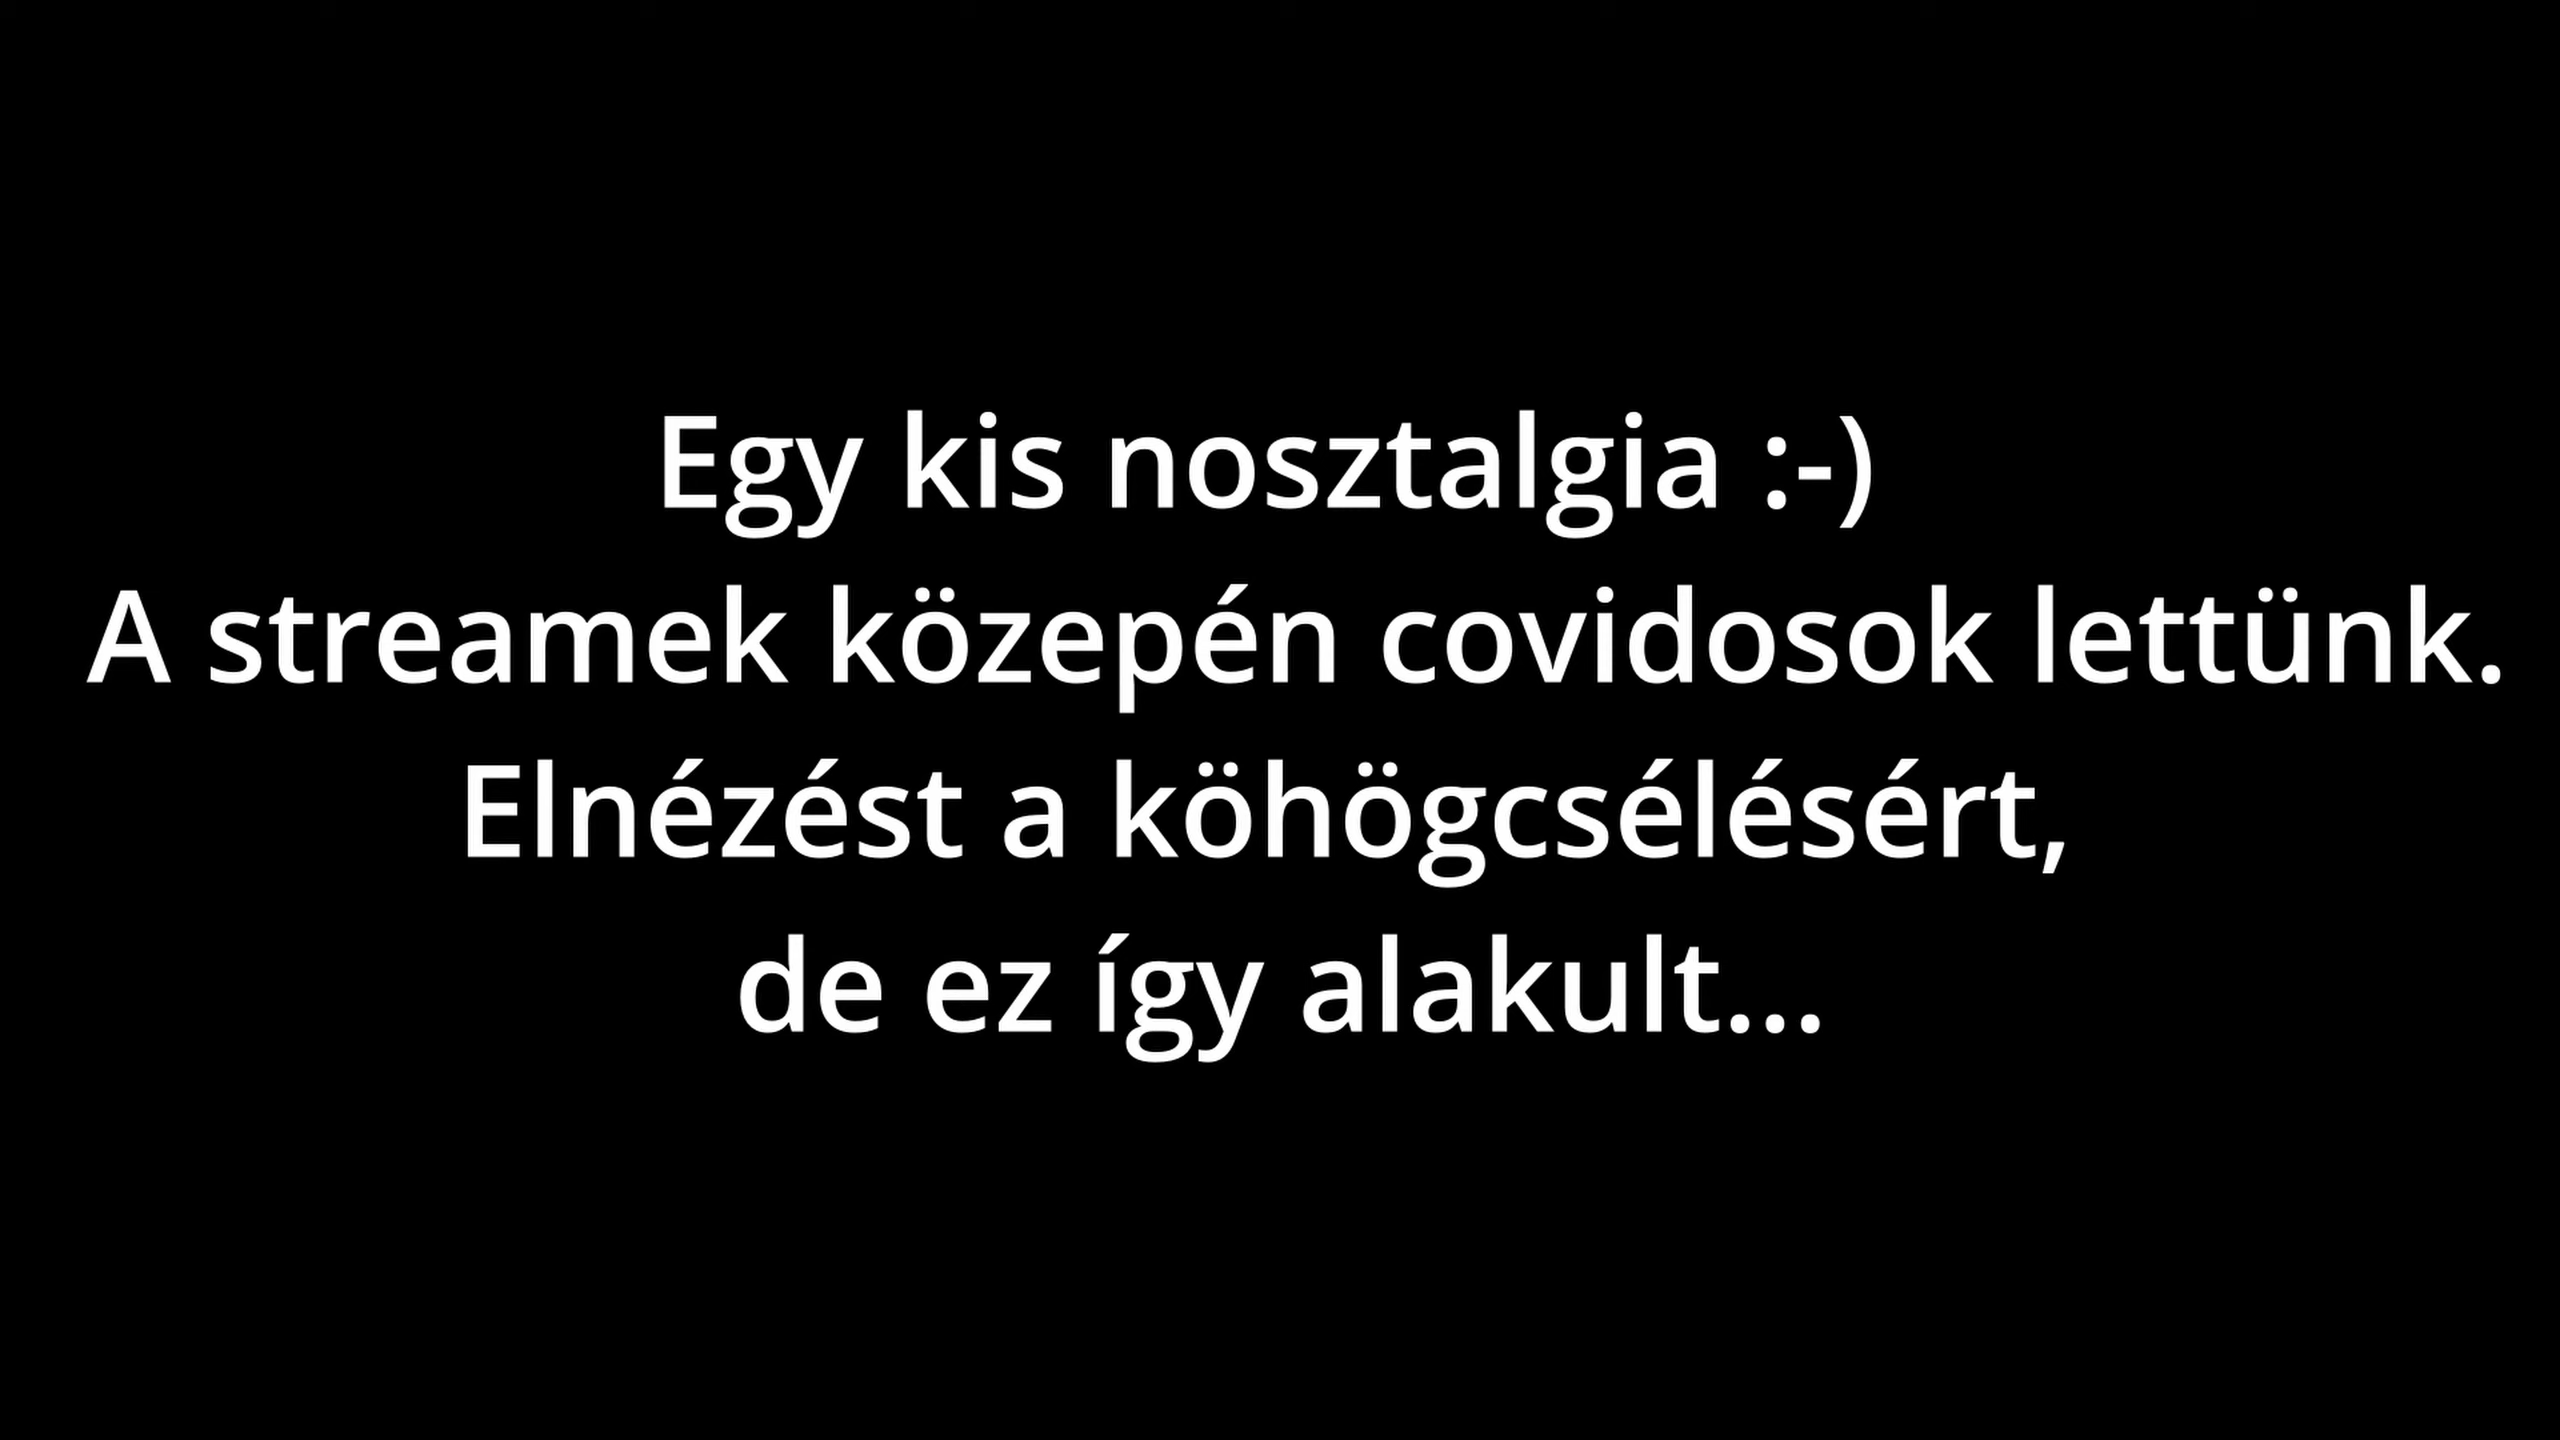 Egy kis nosztalgia :-)
A streamek közepén covidosok lettünk.
Elnézést a köhögcsélésért,
de ez így alakult...